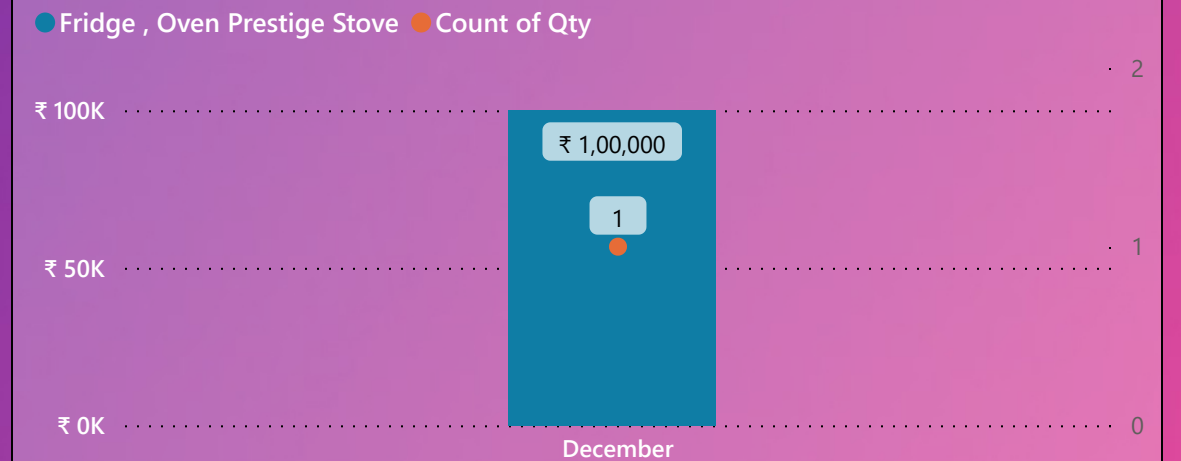 Fridge , Oven Prestige Stove Count of Qty
2
₹ 100K
₹ 1,00,000
1
1
₹ 50K
₹ 0K
0
December